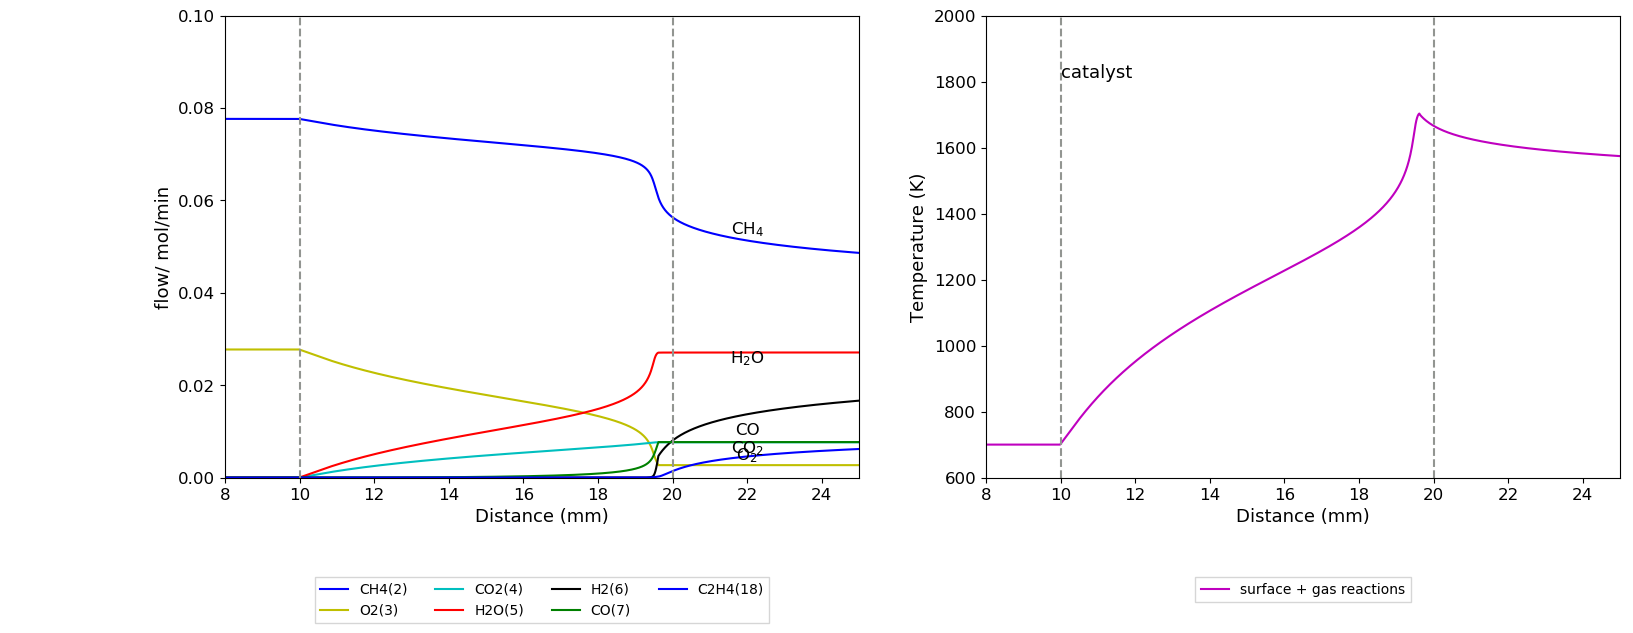 0.10
0.08
0.06
0.04
0.02
0.00
flow/ mol/min
CH₄
H₂O
CO
CO₂
O₂
8 10 12 14 16 18 20 22 24
Distance (mm)
CH4(2) CO2(4) H2(6) C2H4(18)
O2(3) H2O(5) CO(7)
2000
1800
1600
1400
1200
1000
800
600
Temperature (K)
catalyst
8 10 12 14 16 18 20 22 24
Distance (mm)
surface + gas reactions